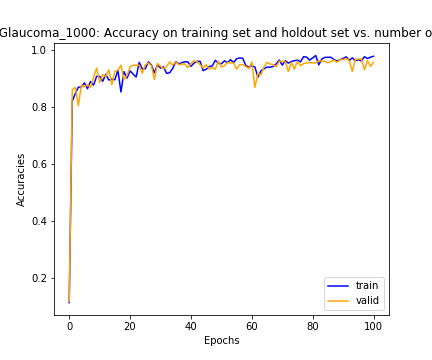 Glaucoma_1000: Accuracy on training set and holdout set vs. number o
1.0
0.8
0.6
0.4
0.2
Accuracies
0
20
40
60
80
100
Epochs
train
valid